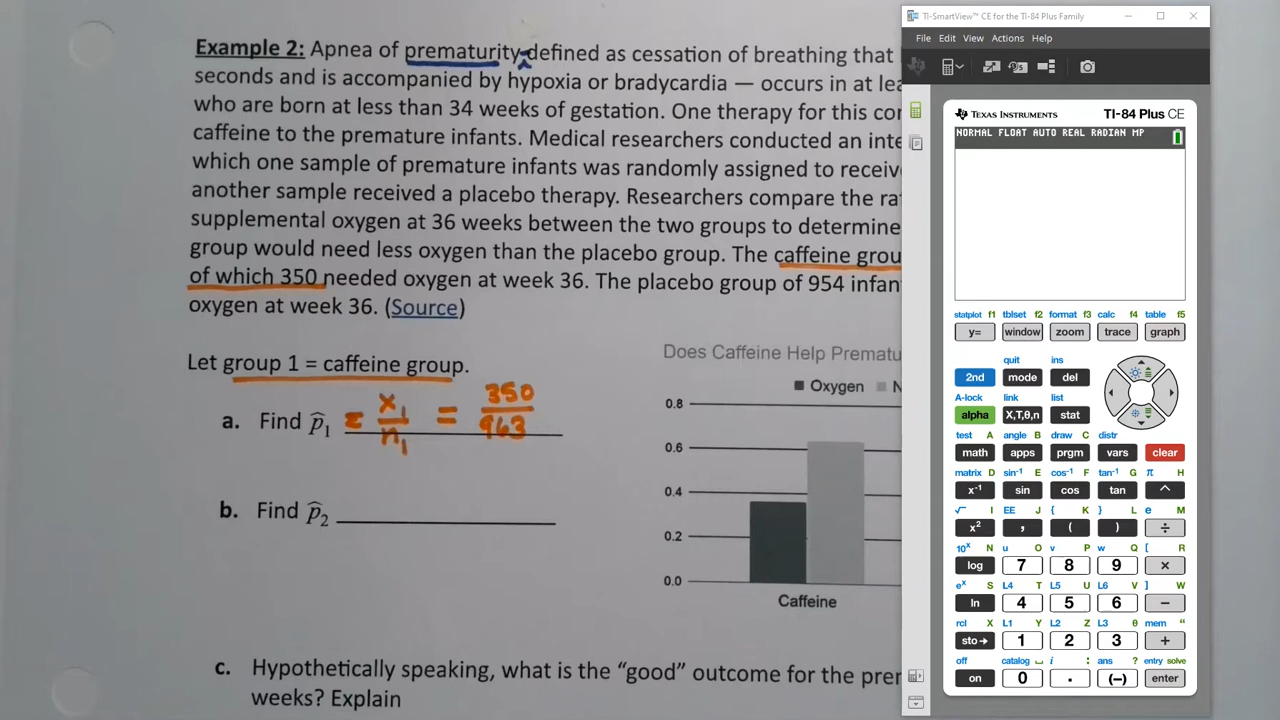 Example 2: Apnea of prematurity defined as cessation of breathing that
seconds and is accompanied by hypoxia or bradycardia — occurs in at lea
who are born at less than 34 weeks of gestation. One therapy for this con
caffeine to the premature infants. Medical researchers conducted an inte
which one sample of premature infants was randomly assigned to receive
another sample received a placebo therapy. Researchers compare the ra
supplemental oxygen at 36 weeks between the two groups to determine
group would need less oxygen than the placebo group. The caffeine grou
of which 350 needed oxygen at week 36. The placebo group of 954 infan
oxygen at week 36. (Source)
Let group 1 = caffeine group.
a. Find p̂₁ = x₁/n₁ = 350/963
b. Find p̂₂
c. Hypothetically speaking, what is the “good” outcome for the prer
weeks? Explain
Does Caffeine Help Prematu
Oxygen N
0.8
0.6
0.4
0.2
0.0
Caffeine
TI-SmartView™ CE for the TI-84 Plus Family
File Edit View Actions Help
TEXAS INSTRUMENTS TI-84 Plus CE
NORMAL FLOAT AUTO REAL RADIAN MP
statplot f1 tblset f2 format f3 calc f4 table f5
y= window zoom trace graph
quit ins
2nd mode del
A-lock link list
alpha X,T,θ,n stat
test A angle B draw C distr
math apps prgm vars clear
matrix D sin⁻¹ E cos⁻¹ F tan⁻¹ G π H
x⁻¹ sin cos tan ^
√ I EE J { K } L e M
x² , ( ) ÷
10ˣ N u O v P w Q [ R
log 7 8 9 ×
eˣ S L4 T L5 U L6 V ] W
ln 4 5 6 −
rcl X L1 Y L2 Z L3 θ mem “
sto→ 1 2 3 +
off catalog ⎵ i : ans ? entry solve
on 0 . (−) enter